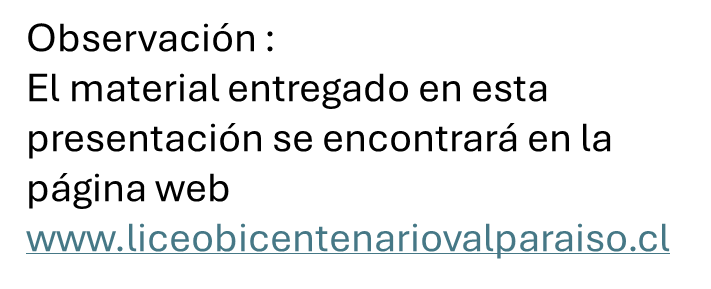 Observación :
El material entregado en esta
presentación se encontrará en la
página web
www.liceobicentenariovalparaiso.cl